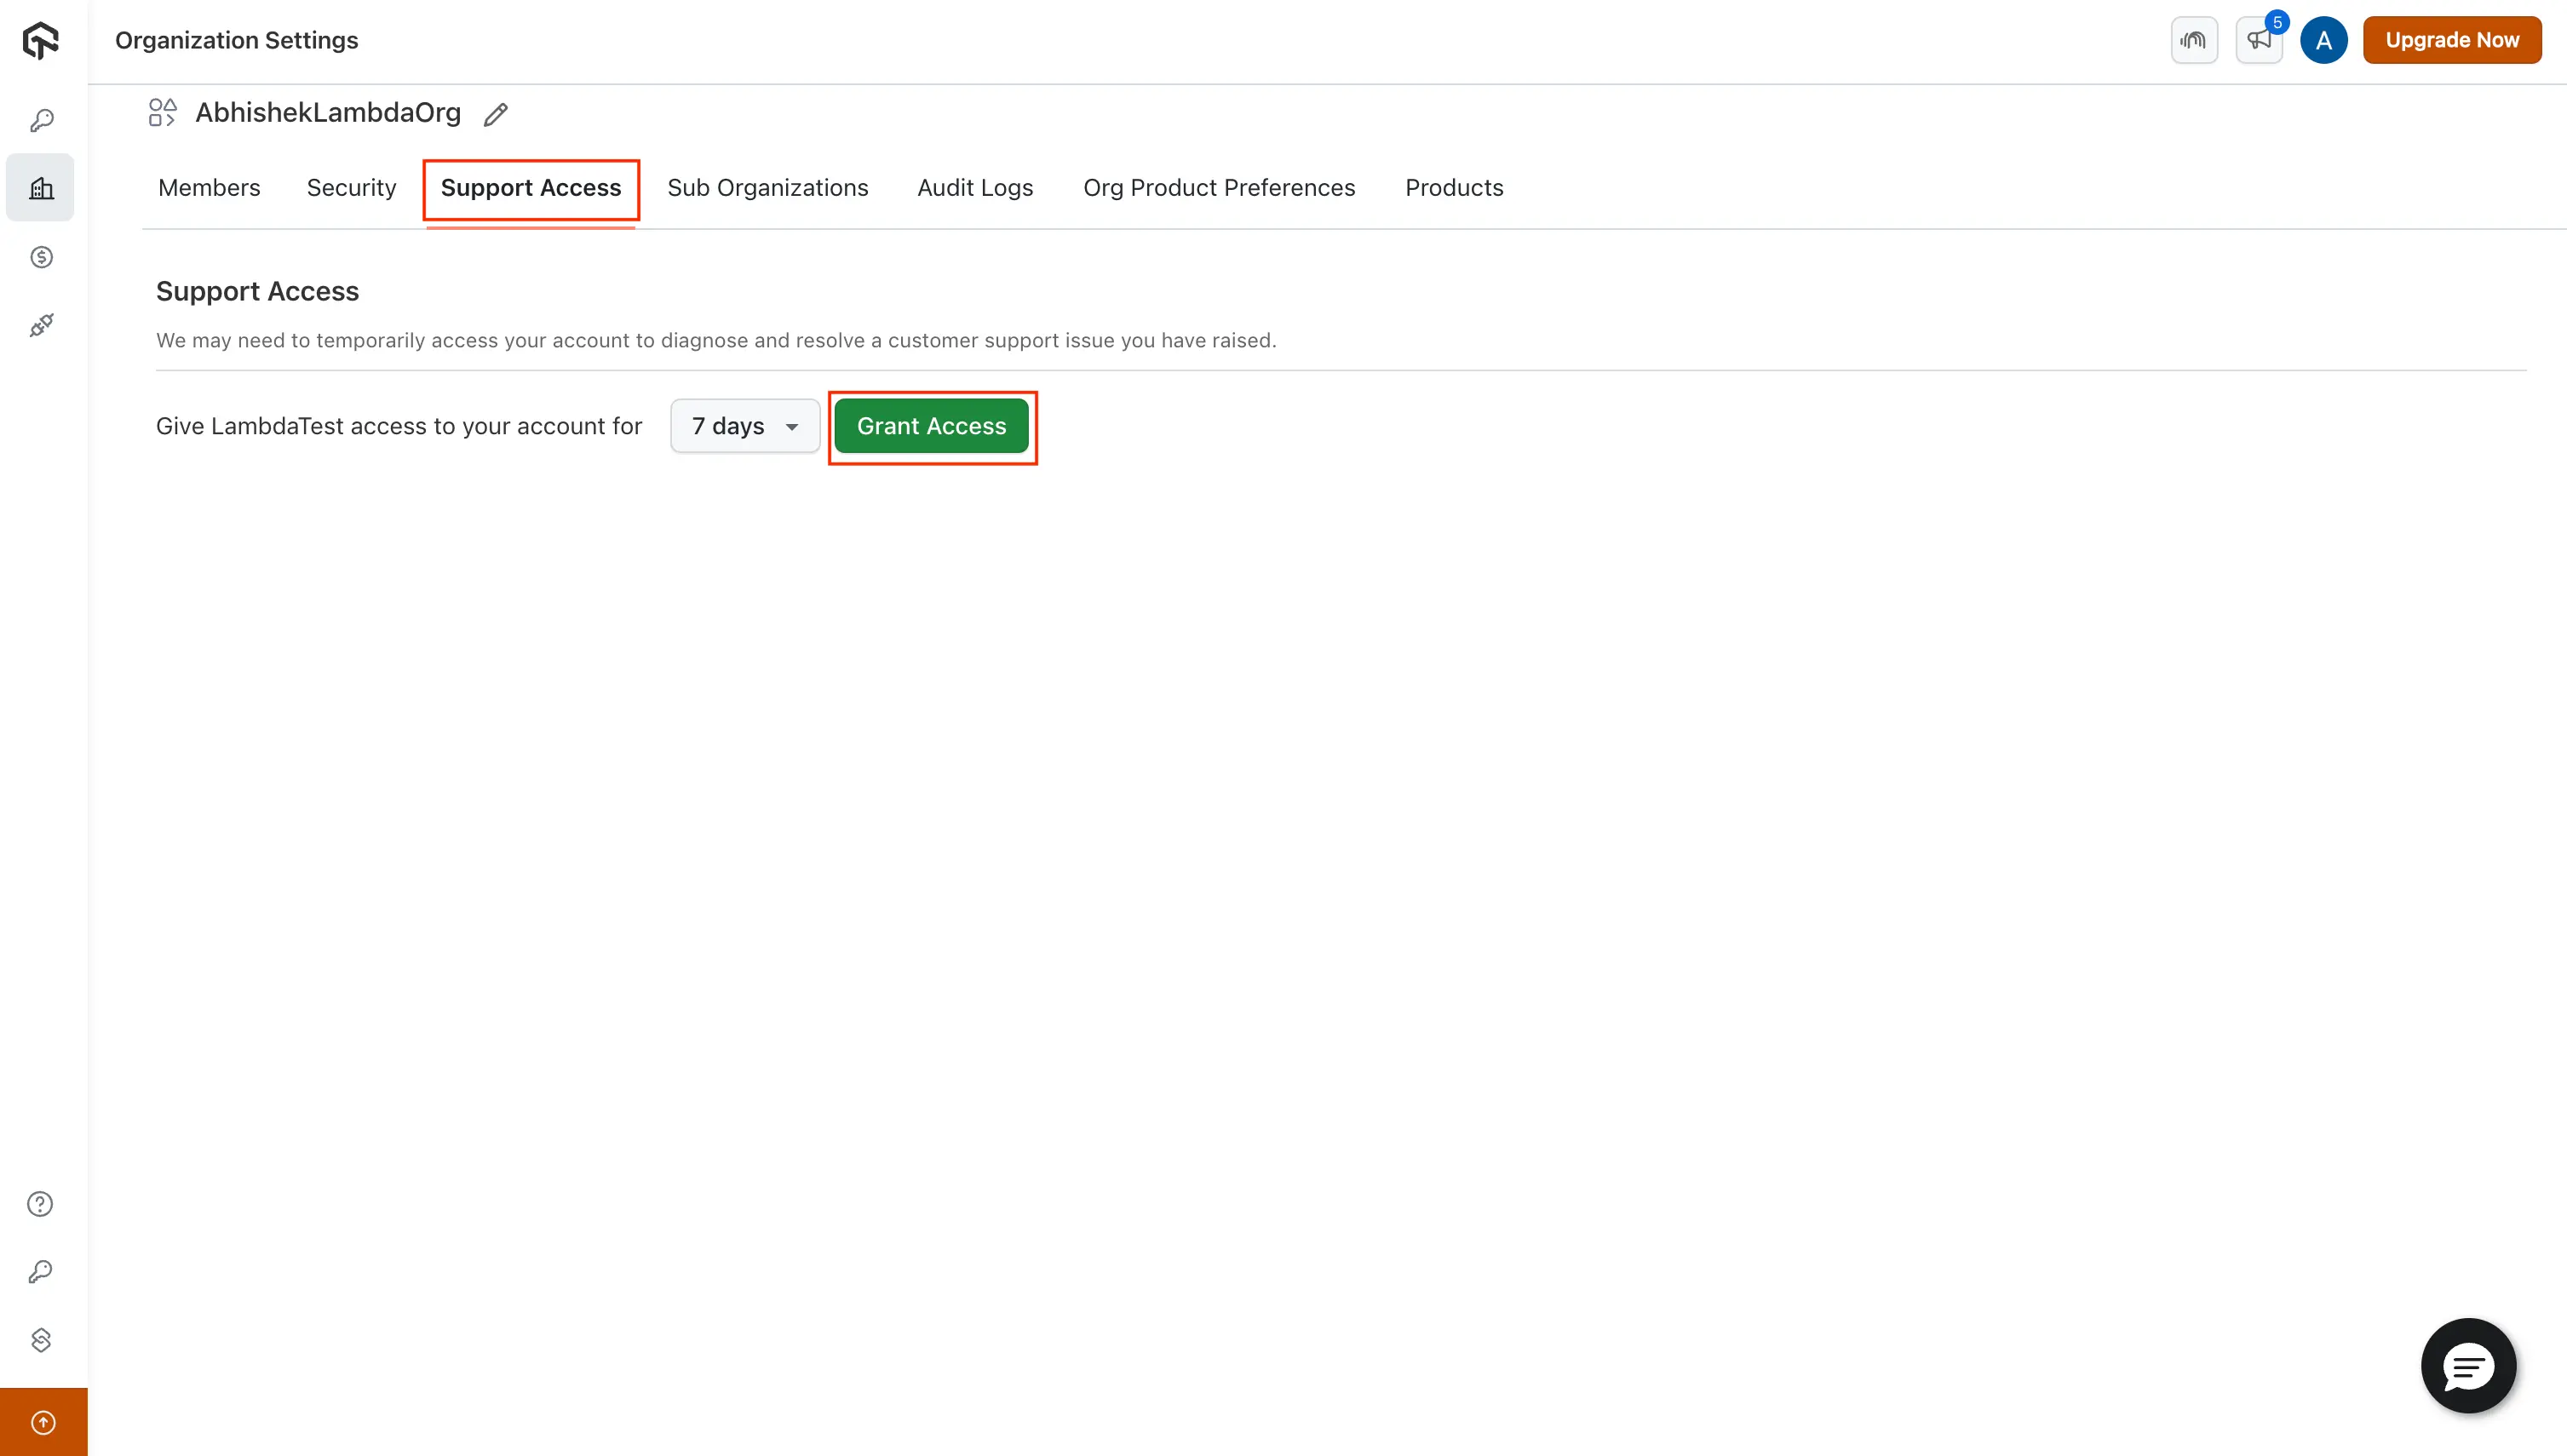 Organization Settings
5
A
Upgrade Now
AbhishekLambdaOrg
Members Security Support Access Sub Organizations Audit Logs Org Product Preferences Products
Support Access
We may need to temporarily access your account to diagnose and resolve a customer support issue you have raised.
Give LambdaTest access to your account for 7 days Grant Access